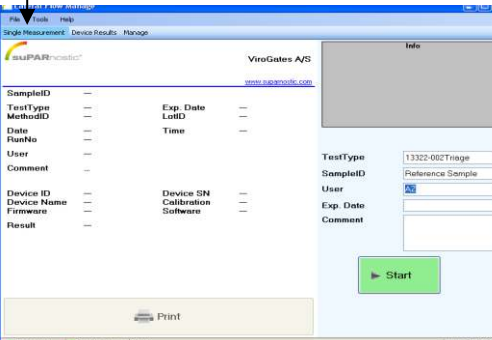 Lateral Flow Manage
File Tools Help
Single Measurement Device Results Manage
suPARnostic®
ViroGates A/S
www.suparnostic.com
SampleID —
TestType — Exp. Date —
MethodID — LotID —
Date — Time —
RunNo —
User —
Comment –
Device ID — Device SN —
Device Name — Calibration —
Firmware — Software —
Result —
Print
Info
TestType 13322-002Triage
SampleID Reference Sample
User
Exp. Date
Comment
Start